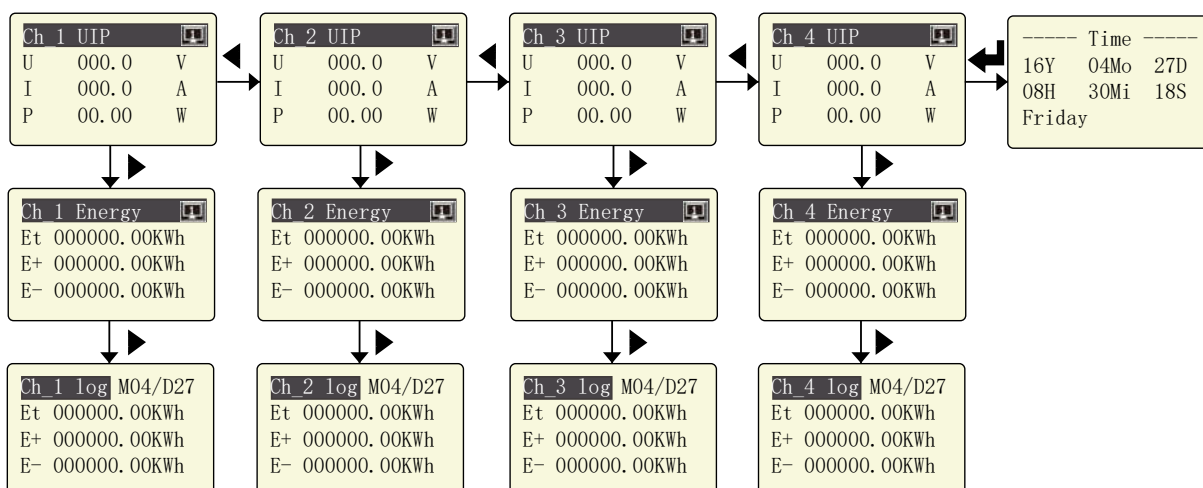 Ch_1 UIP
U 000.0 V
I 000.0 A
P 00.00 W
Ch_2 UIP
U 000.0 V
I 000.0 A
P 00.00 W
Ch_3 UIP
U 000.0 V
I 000.0 A
P 00.00 W
Ch_4 UIP
U 000.0 V
I 000.0 A
P 00.00 W
----- Time -----
16Y 04Mo 27D
08H 30Mi 18S
Friday
Ch_1 Energy
Et 000000.00KWh
E+ 000000.00KWh
E- 000000.00KWh
Ch_2 Energy
Et 000000.00KWh
E+ 000000.00KWh
E- 000000.00KWh
Ch_3 Energy
Et 000000.00KWh
E+ 000000.00KWh
E- 000000.00KWh
Ch_4 Energy
Et 000000.00KWh
E+ 000000.00KWh
E- 000000.00KWh
Ch_1 log M04/D27
Et 000000.00KWh
E+ 000000.00KWh
E- 000000.00KWh
Ch_2 log M04/D27
Et 000000.00KWh
E+ 000000.00KWh
E- 000000.00KWh
Ch_3 log M04/D27
Et 000000.00KWh
E+ 000000.00KWh
E- 000000.00KWh
Ch_4 log M04/D27
Et 000000.00KWh
E+ 000000.00KWh
E- 000000.00KWh